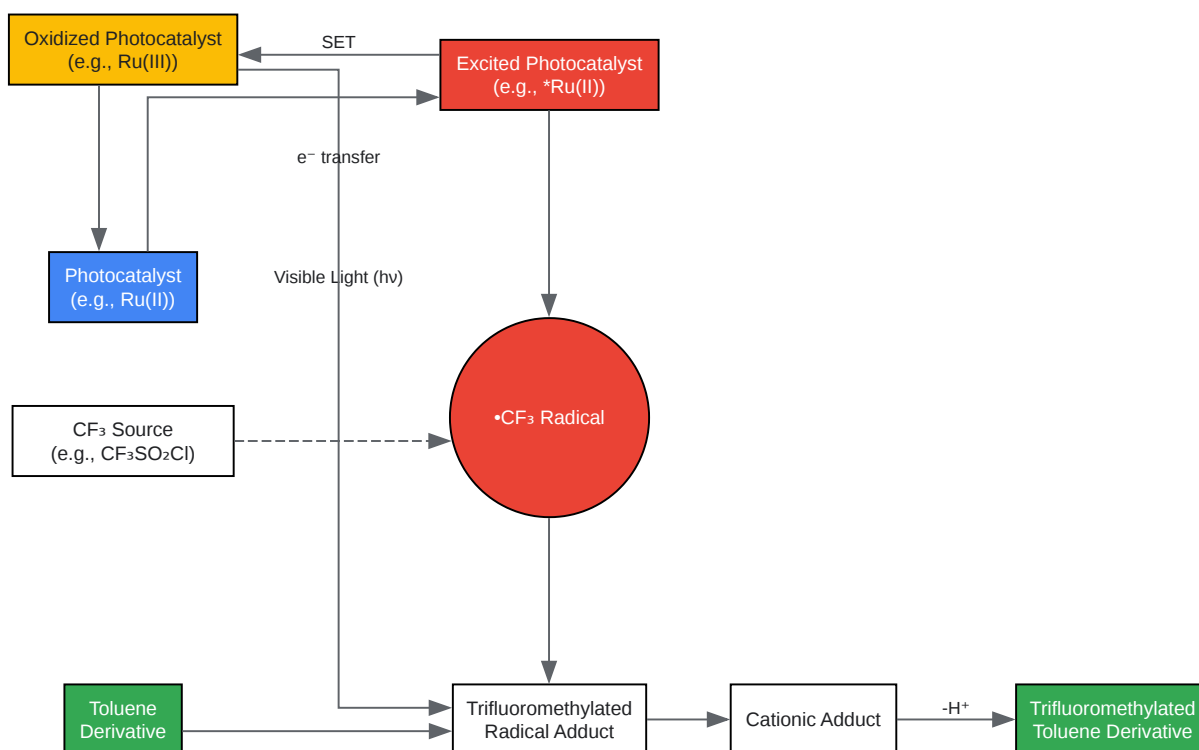 Oxidized Photocatalyst
(e.g., Ru(III))
SET
Excited Photocatalyst
(e.g., *Ru(II))
e⁻ transfer
Photocatalyst
(e.g., Ru(II))
Visible Light (hν)
CF₃ Source
(e.g., CF₃SO₂Cl)
•CF₃ Radical
Toluene
Derivative
Trifluoromethylated
Radical Adduct
Cationic Adduct
-H⁺
Trifluoromethylated
Toluene Derivative